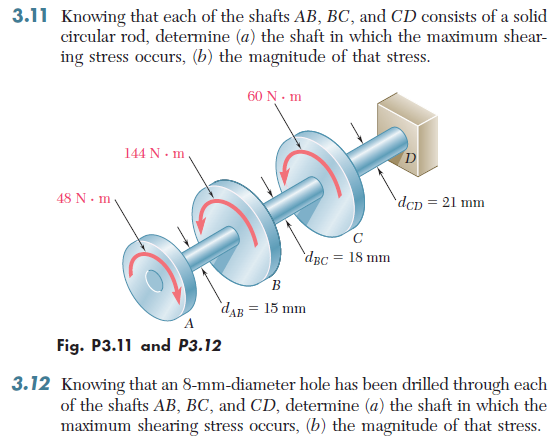 3.11 Knowing that each of the shafts AB, BC, and CD consists of a solid
circular rod, determine (a) the shaft in which the maximum shear-
ing stress occurs, (b) the magnitude of that stress.
60 N · m
144 N · m
48 N · m
D
dCD = 21 mm
C
dBC = 18 mm
B
dAB = 15 mm
A
Fig. P3.11 and P3.12
3.12 Knowing that an 8-mm-diameter hole has been drilled through each
of the shafts AB, BC, and CD, determine (a) the shaft in which the
maximum shearing stress occurs, (b) the magnitude of that stress.